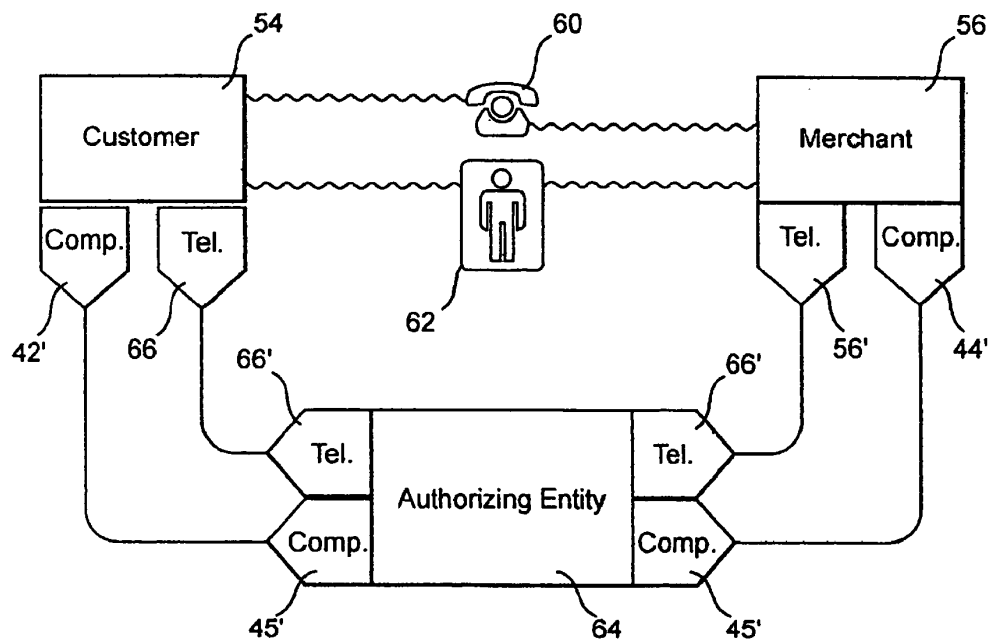 54
60
56
Customer
Merchant
Comp.
Tel.
Tel.
Comp.
42'
66
62
56'
44'
66'
66'
Tel.
Authorizing Entity
Tel.
Comp.
Comp.
45'
64
45'